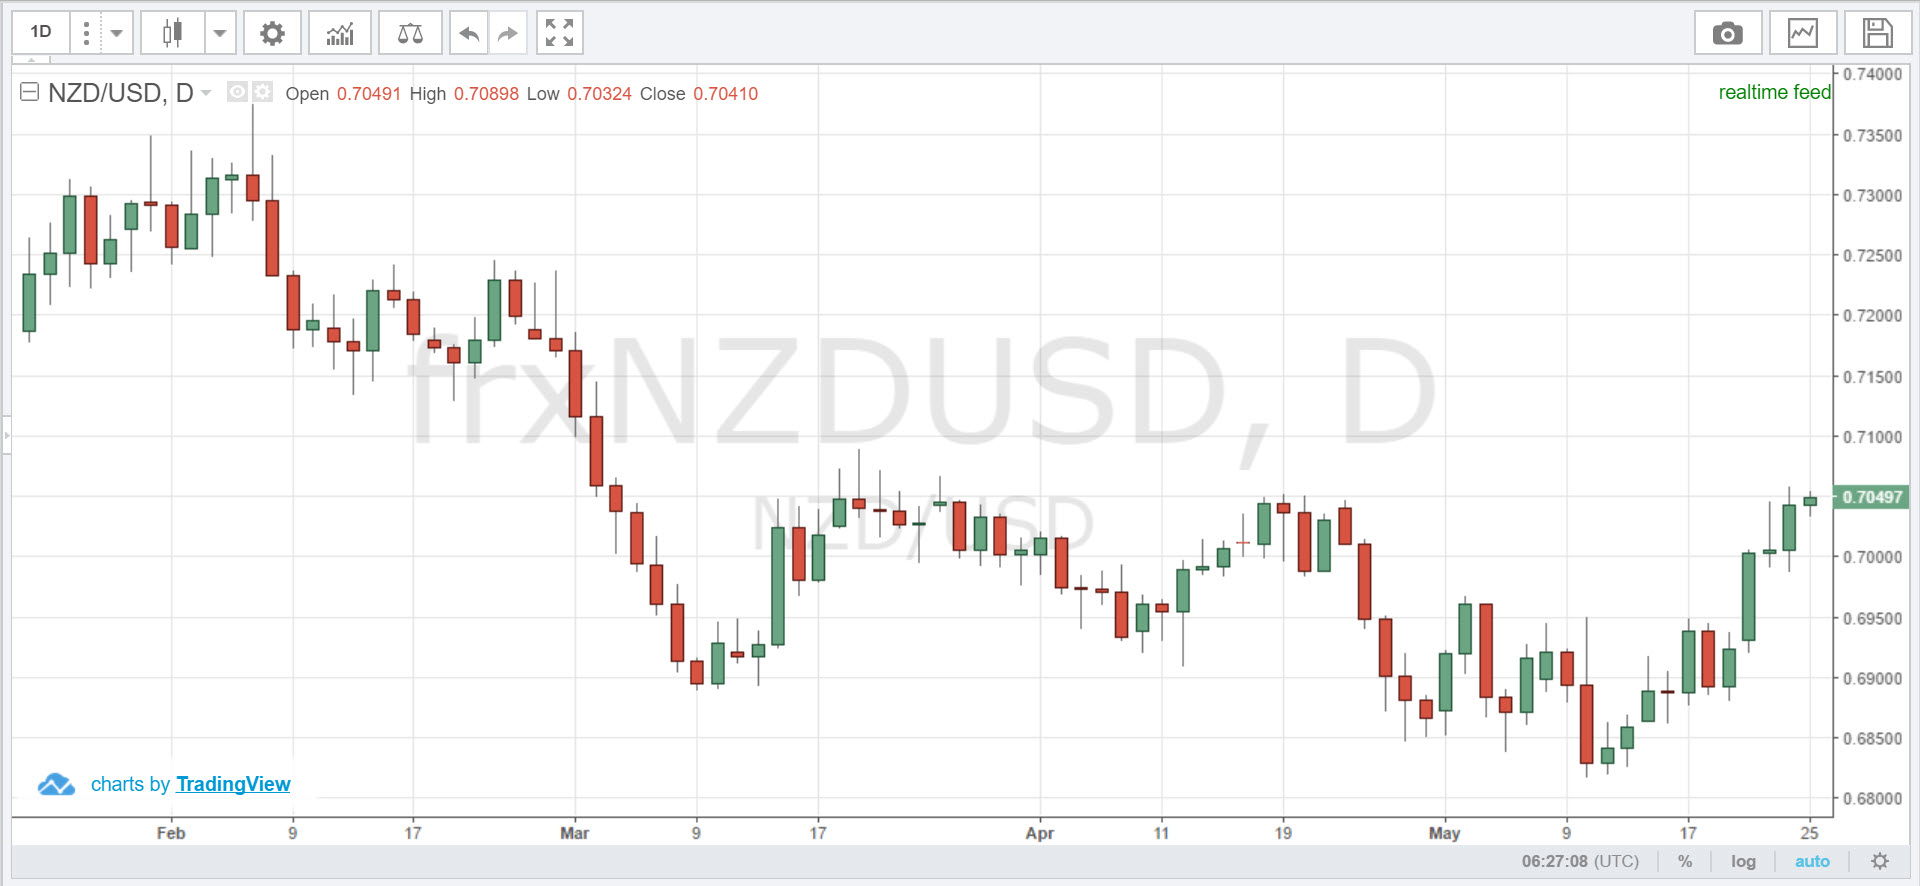 1D
NZD/USD, D Open 0.70491 High 0.70898 Low 0.70324 Close 0.70410
realtime feed
0.74000
0.73500
0.73000
0.72500
0.72000
0.71500
0.71000
0.70497
0.70000
0.69500
0.69000
0.68500
0.68000
frxNZDUSD, D
NZD/USD
charts by TradingView
Feb 9 17 Mar 9 17 Apr 11 19 May 9 17 25
06:27:08 (UTC) % log auto